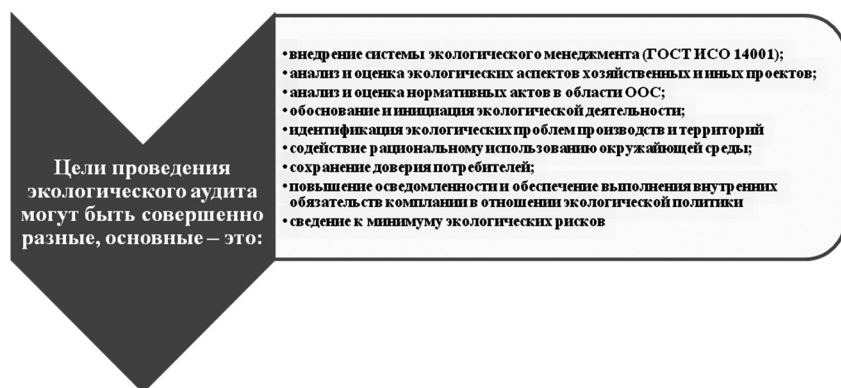 Цели проведения
экологического аудита
могут быть совершенно
разные, основные – это:
•внедрение системы экологического менеджмента (ГОСТ ИСО 14001);
•анализ и оценка экологических аспектов хозяйственных и иных проектов;
•анализ и оценка нормативных актов в области ООС;
•обоснование и инициация экологической деятельности;
•идентификация экологических проблем производств и территорий
•содействие рациональному использованию окружайющей среды;
•сохранение доверия потребителей;
•повышение осведомленности и обеспечение выполнения внутренних
обязательств комплании в отношении экологической политики
•сведение к минимуму экологических рисков